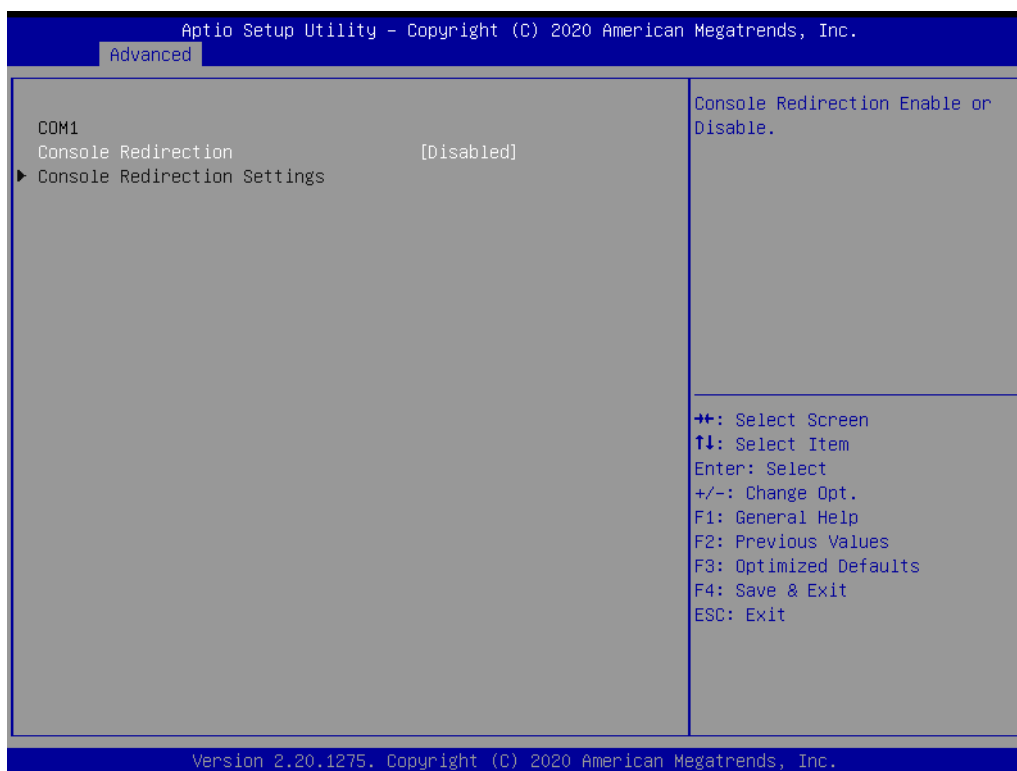 Aptio Setup Utility – Copyright (C) 2020 American Megatrends, Inc.
Advanced
COM1
Console Redirection [Disabled]
▶ Console Redirection Settings
Console Redirection Enable or
Disable.
→←: Select Screen
↑↓: Select Item
Enter: Select
+/-: Change Opt.
F1: General Help
F2: Previous Values
F3: Optimized Defaults
F4: Save & Exit
ESC: Exit
Version 2.20.1275. Copyright (C) 2020 American Megatrends, Inc.